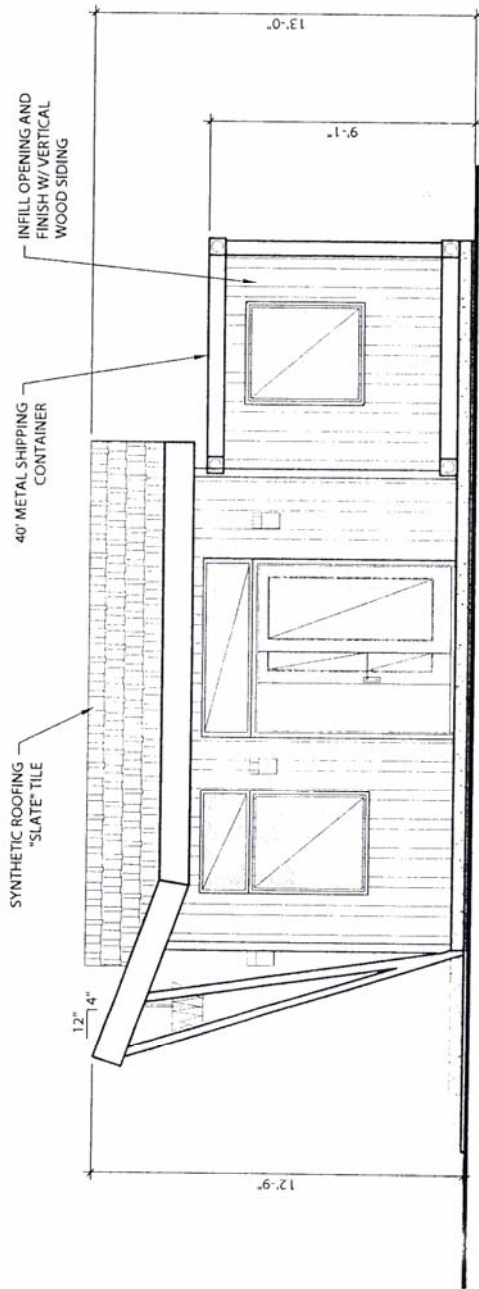 SYNTHETIC ROOFING
"SLATE" TILE
40' METAL SHIPPING
CONTAINER
INFILL OPENING AND
FINISH W/ VERTICAL
WOOD SIDING
12"
4"
12'-9"
9'-1"
13'-0"